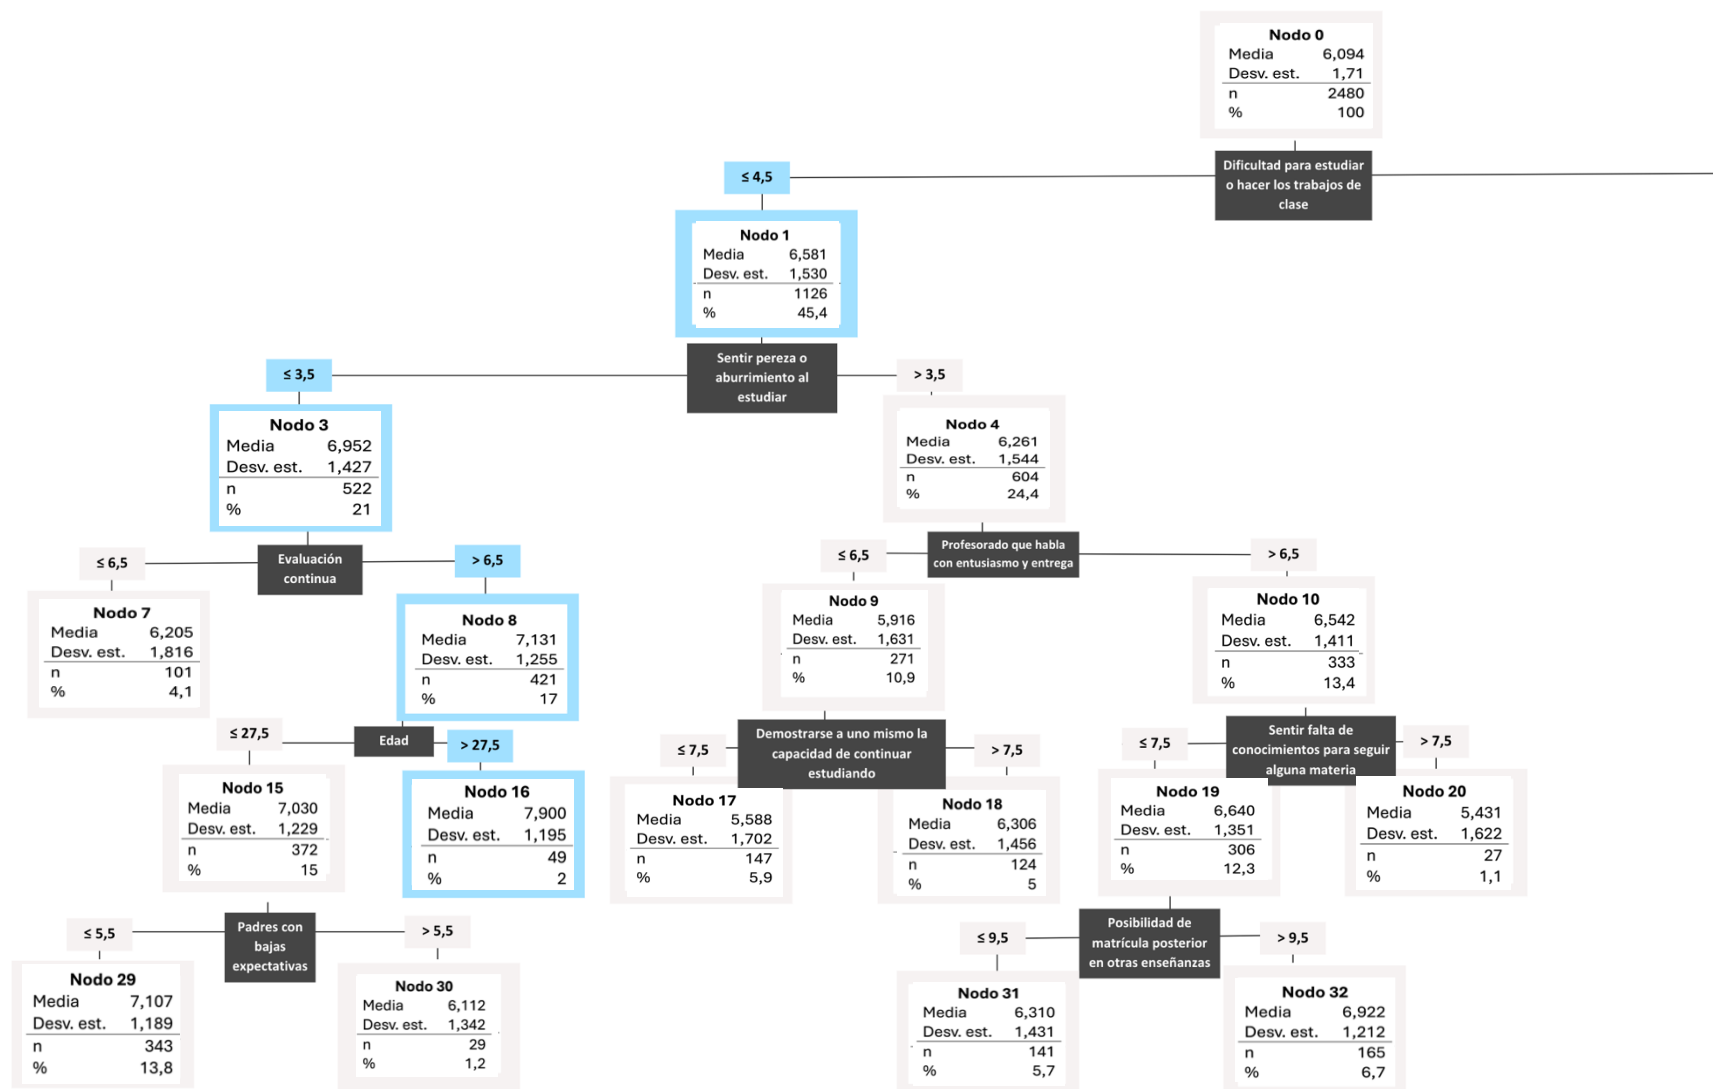 Nodo 0
Media 6,094
Desv. est. 1,71
n 2480
% 100
Dificultad para estudiar
o hacer los trabajos de
clase
≤ 4,5
Nodo 1
Media 6,581
Desv. est. 1,530
n 1126
% 45,4
Sentir pereza o
aburrimiento al
estudiar
≤ 3,5
> 3,5
Nodo 3
Media 6,952
Desv. est. 1,427
n 522
% 21
Nodo 4
Media 6,261
Desv. est. 1,544
n 604
% 24,4
Evaluación
continua
≤ 6,5
> 6,5
Profesorado que habla
con entusiasmo y entrega
≤ 6,5
> 6,5
Nodo 7
Media 6,205
Desv. est. 1,816
n 101
% 4,1
Nodo 8
Media 7,131
Desv. est. 1,255
n 421
% 17
Nodo 9
Media 5,916
Desv. est. 1,631
n 271
% 10,9
Nodo 10
Media 6,542
Desv. est. 1,411
n 333
% 13,4
≤ 27,5
Edad
> 27,5
≤ 7,5
Demostrarse a uno mismo la
capacidad de continuar
estudiando
> 7,5
≤ 7,5
Sentir falta de
conocimientos para seguir
alguna materia
> 7,5
Nodo 15
Media 7,030
Desv. est. 1,229
n 372
% 15
Nodo 16
Media 7,900
Desv. est. 1,195
n 49
% 2
Nodo 17
Media 5,588
Desv. est. 1,702
n 147
% 5,9
Nodo 18
Media 6,306
Desv. est. 1,456
n 124
% 5
Nodo 19
Media 6,640
Desv. est. 1,351
n 306
% 12,3
Nodo 20
Media 5,431
Desv. est. 1,622
n 27
% 1,1
≤ 5,5
Padres con
bajas
expectativas
> 5,5
≤ 9,5
Posibilidad de
matrícula posterior
en otras enseñanzas
> 9,5
Nodo 29
Media 7,107
Desv. est. 1,189
n 343
% 13,8
Nodo 30
Media 6,112
Desv. est. 1,342
n 29
% 1,2
Nodo 31
Media 6,310
Desv. est. 1,431
n 141
% 5,7
Nodo 32
Media 6,922
Desv. est. 1,212
n 165
% 6,7